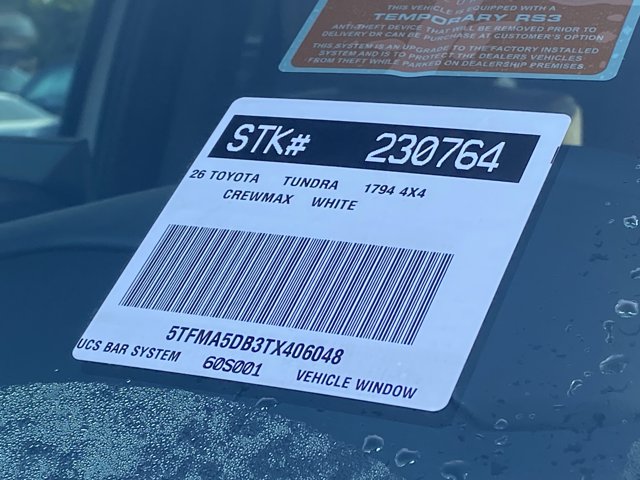 THIS VEHICLE IS EQUIPPED WITH A
TEMPORARY RS3
ANTI-THEFT DEVICE THAT WILL BE REMOVED PRIOR TO
DELIVERY OR CAN BE PURCHASED AT CUSTOMER'S OPTION
THIS SYSTEM IS AN UPGRADE TO THE FACTORY INSTALLED
SYSTEM AND IS TO PROTECT THE DEALERS VEHICLES
FROM THEFT WHILE PARKED ON DEALERSHIP PREMISES
STK# 230764
26 TOYOTA TUNDRA 1794 4X4
CREWMAX WHITE
5TFMA5DB3TX406048
UCS BAR SYSTEM 60S001 VEHICLE WINDOW